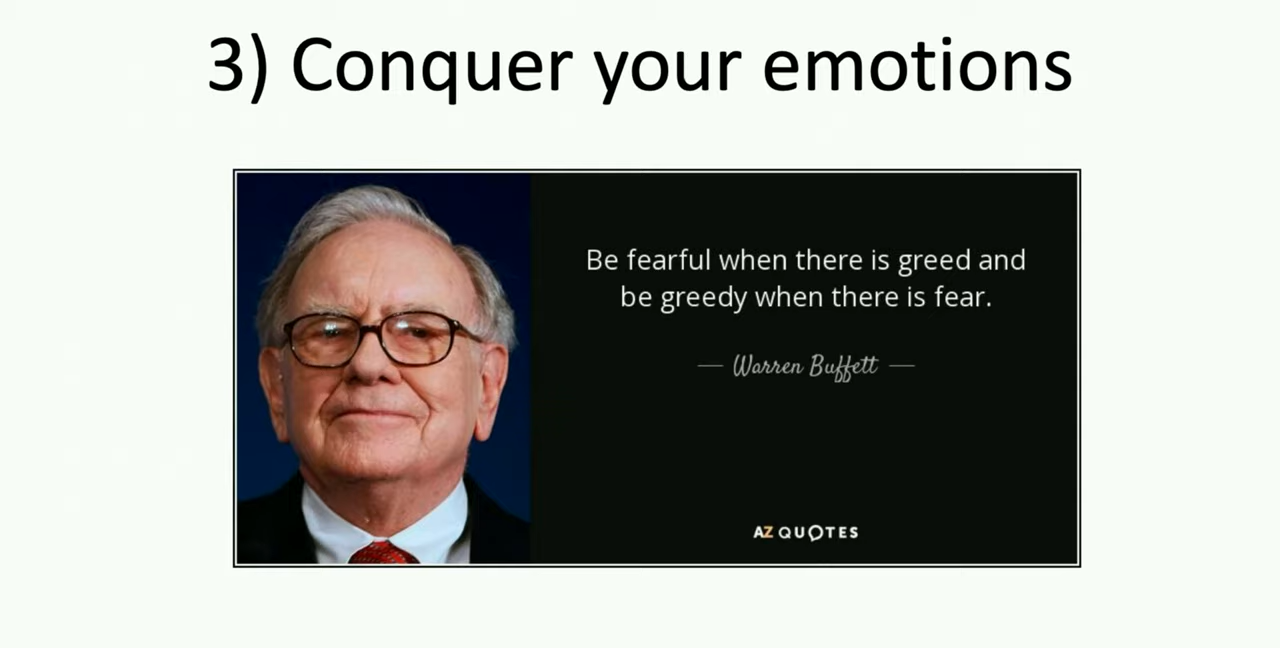 3) Conquer your emotions
Be fearful when there is greed and
be greedy when there is fear.
— Warren Buffett —
AZ QUOTES